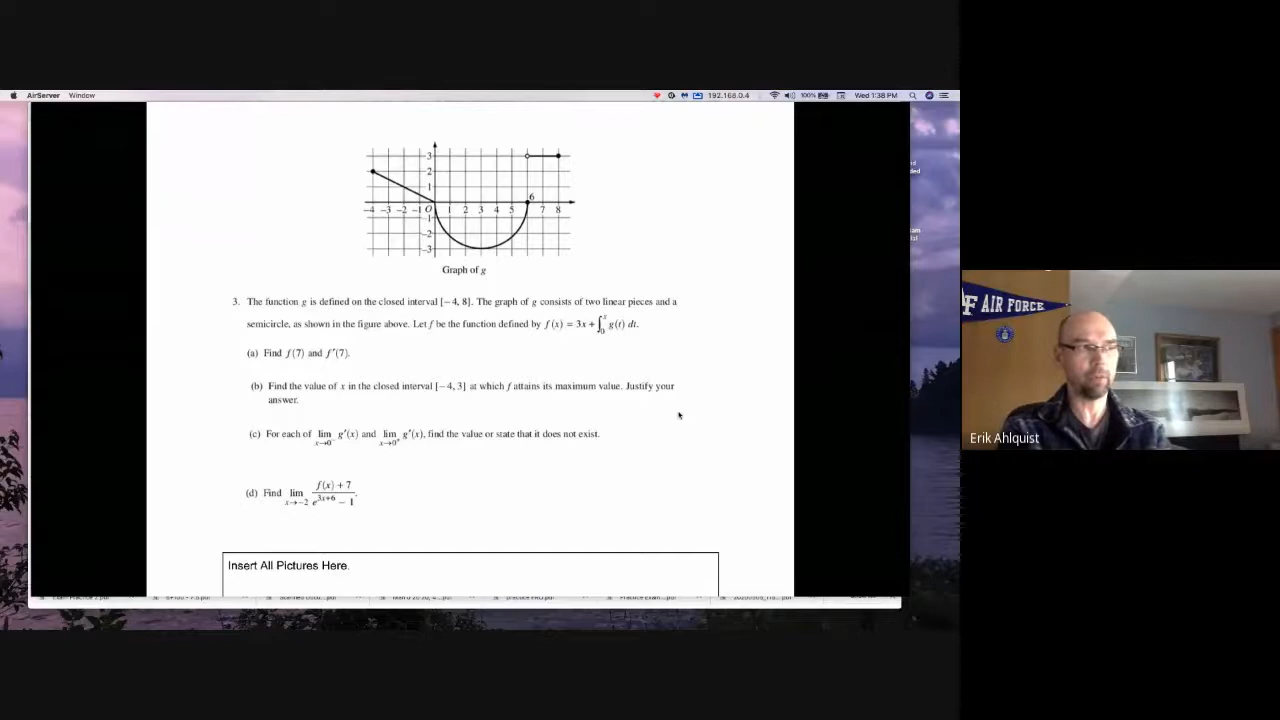 AirServer Window
192.168.0.4 100% Wed 1:38 PM
3
2
1
6
-4 -3 -2 -1 O 1 2 3 4 5 7 8
-1
-2
-3
Graph of g
3. The function g is defined on the closed interval [−4, 8]. The graph of g consists of two linear pieces and a
semicircle, as shown in the figure above. Let f be the function defined by f(x) = 3x + ∫₀ˣ g(t) dt.
(a) Find f(7) and f′(7).
(b) Find the value of x in the closed interval [−4, 3] at which f attains its maximum value. Justify your
answer.
(c) For each of lim x→0⁻ g′(x) and lim x→0⁺ g′(x), find the value or state that it does not exist.
(d) Find lim x→−2 (f(x) + 7)/(e^(3x+6) − 1).
Insert All Pictures Here.
AIR FORCE
Erik Ahlquist